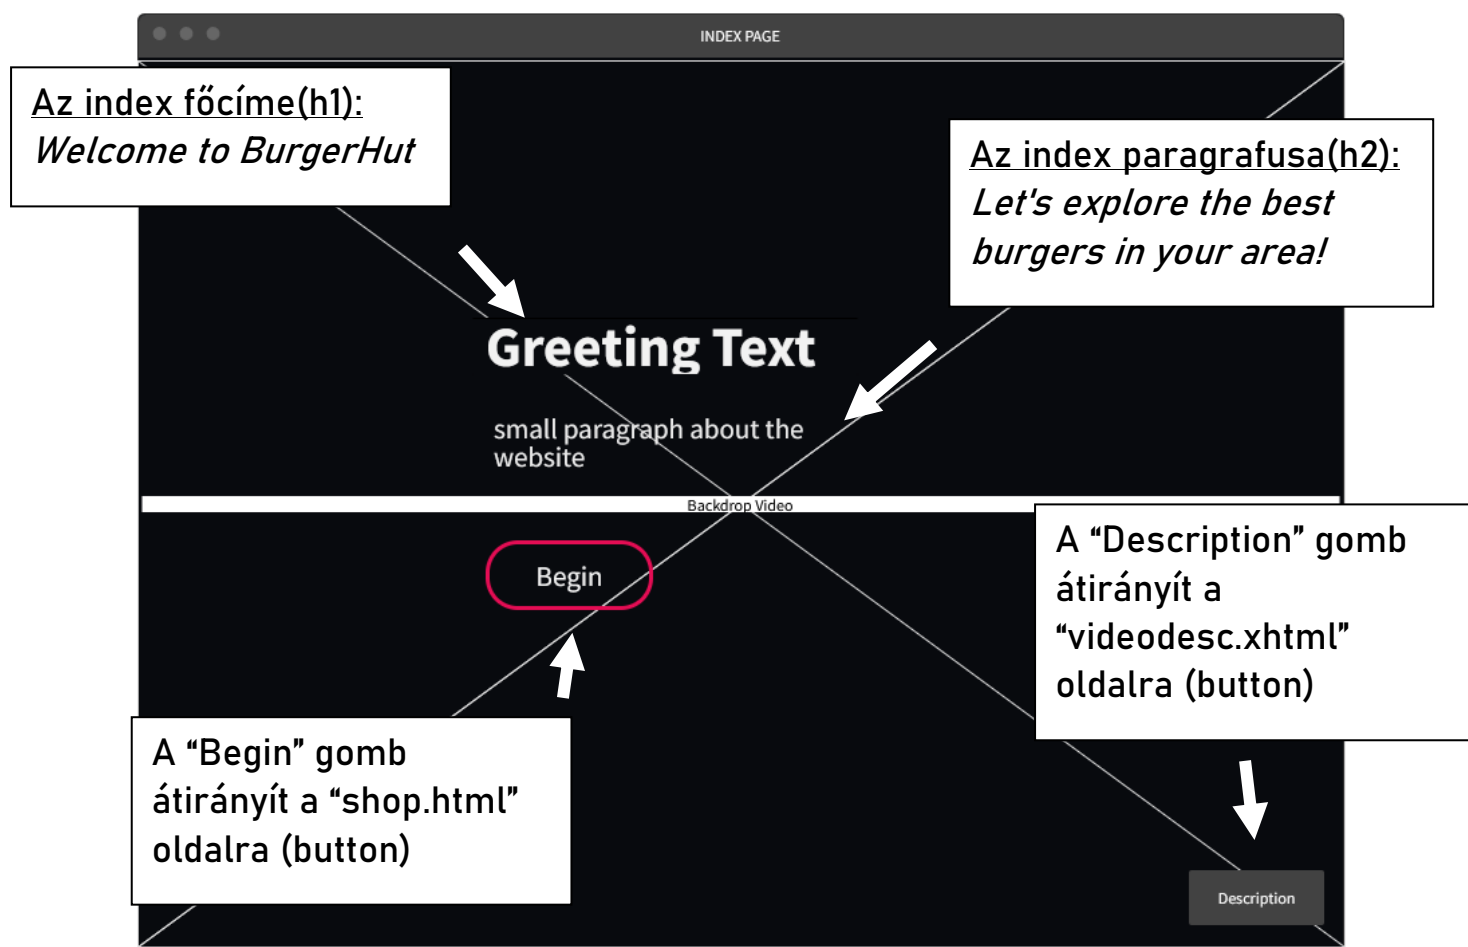 INDEX PAGE
Az index főcíme(h1):
Welcome to BurgerHut
Az index paragrafusa(h2):
Let's explore the best
burgers in your area!
Greeting Text
small paragraph about the
website
Backdrop Video
Begin
A “Description” gomb
átirányít a
“videodesc.xhtml”
oldalra (button)
A “Begin” gomb
átirányít a “shop.html”
oldalra (button)
Description